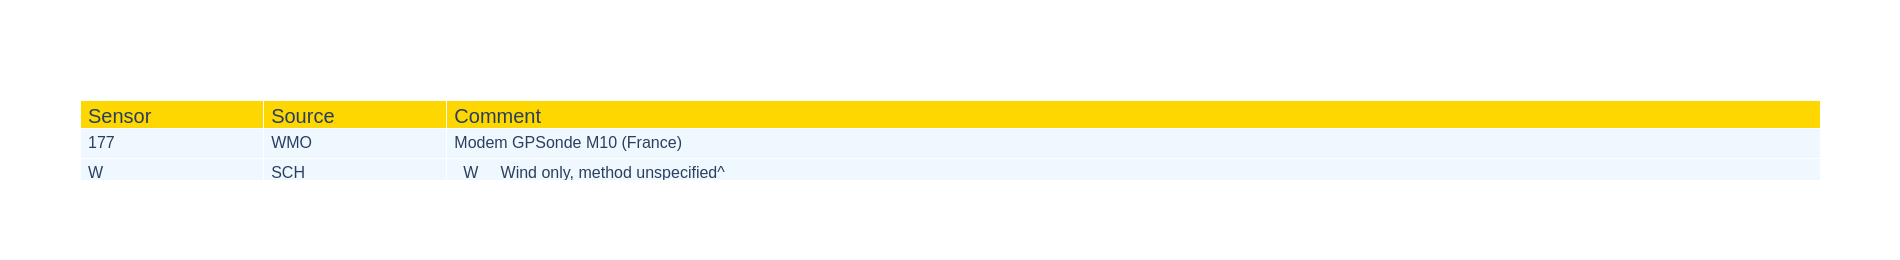 Sensor Source Comment
177 WMO Modem GPSonde M10 (France)
W SCH W Wind only, method unspecified^